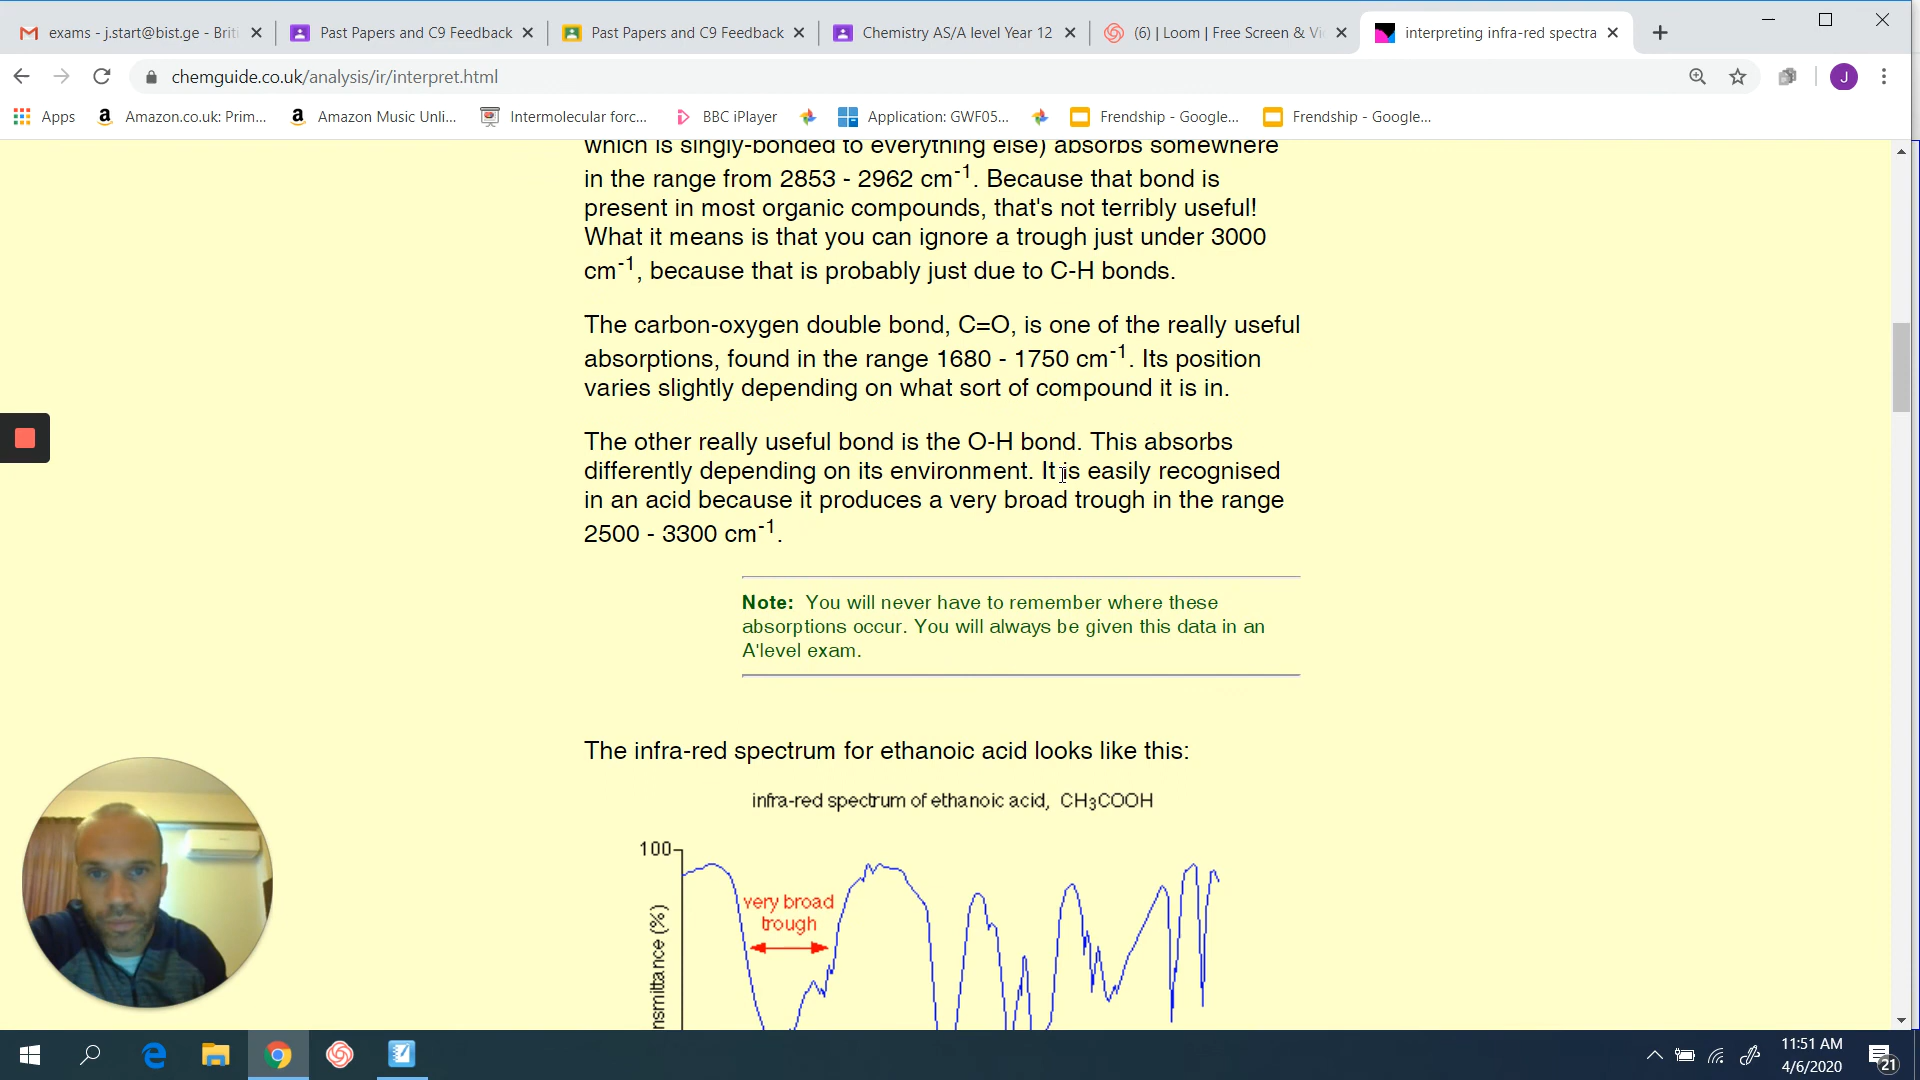 exams - j.start@bist.ge - Briti
Past Papers and C9 Feedback
Past Papers and C9 Feedback
Chemistry AS/A level Year 12
(6) | Loom | Free Screen & Vi
interpreting infra-red spectra
chemguide.co.uk/analysis/ir/interpret.html
J
Apps
Amazon.co.uk: Prim...
Amazon Music Unli...
Intermolecular forc...
BBC iPlayer
Application: GWF05...
Frendship - Google...
Frendship - Google...
which is singly-bonded to everything else) absorbs somewhere
in the range from 2853 - 2962 cm-1. Because that bond is
present in most organic compounds, that's not terribly useful!
What it means is that you can ignore a trough just under 3000
cm-1, because that is probably just due to C-H bonds.
The carbon-oxygen double bond, C=O, is one of the really useful
absorptions, found in the range 1680 - 1750 cm-1. Its position
varies slightly depending on what sort of compound it is in.
The other really useful bond is the O-H bond. This absorbs
differently depending on its environment. It is easily recognised
in an acid because it produces a very broad trough in the range
2500 - 3300 cm-1.
Note: You will never have to remember where these
absorptions occur. You will always be given this data in an
A'level exam.
The infra-red spectrum for ethanoic acid looks like this:
infra-red spectrum of ethanoic acid, CH3COOH
100
very broad
trough
nsmittance (%)
11:51 AM
4/6/2020
21